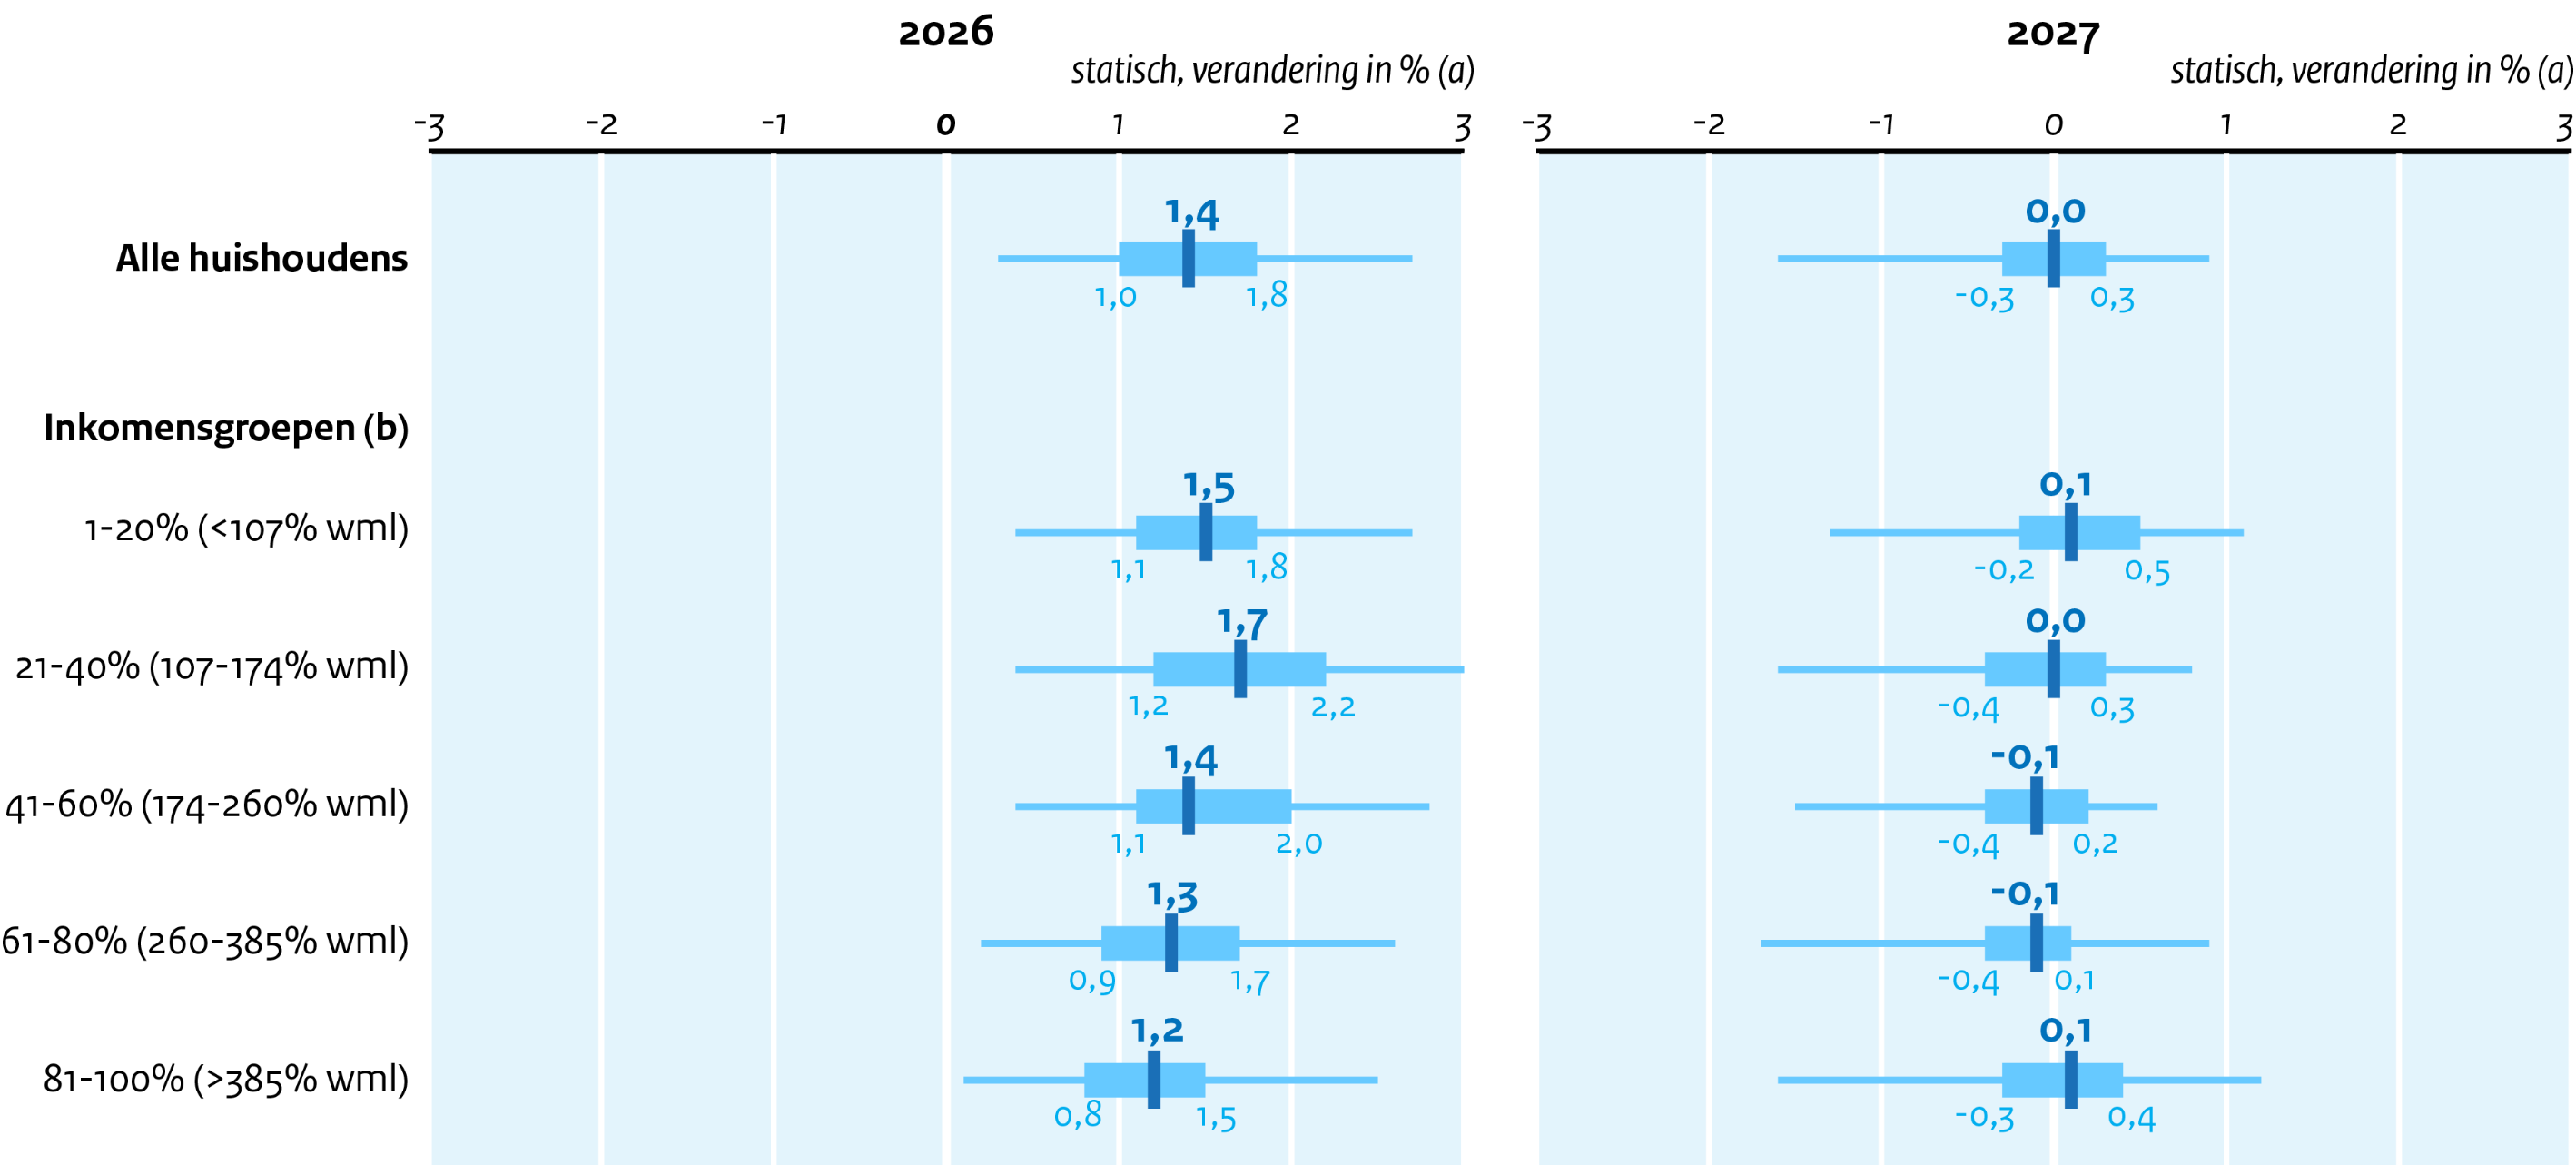 2026 2027
statisch, verandering in % (a) statisch, verandering in % (a)
-3 -2 -1 0 1 2 3 -3 -2 -1 0 1 2 3
1,4 0,0
Alle huishoudens
1,0 1,8 -0,3 0,3
Inkomensgroepen (b)
1,5 0,1
1-20% (<107% wml)
1,1 1,8 -0,2 0,5
1,7 0,0
21-40% (107-174% wml)
1,2 2,2 -0,4 0,3
1,4 -0,1
41-60% (174-260% wml)
1,1 2,0 -0,4 0,2
1,3 -0,1
61-80% (260-385% wml)
0,9 1,7 -0,4 0,1
1,2 0,1
81-100% (>385% wml)
0,8 1,5 -0,3 0,4